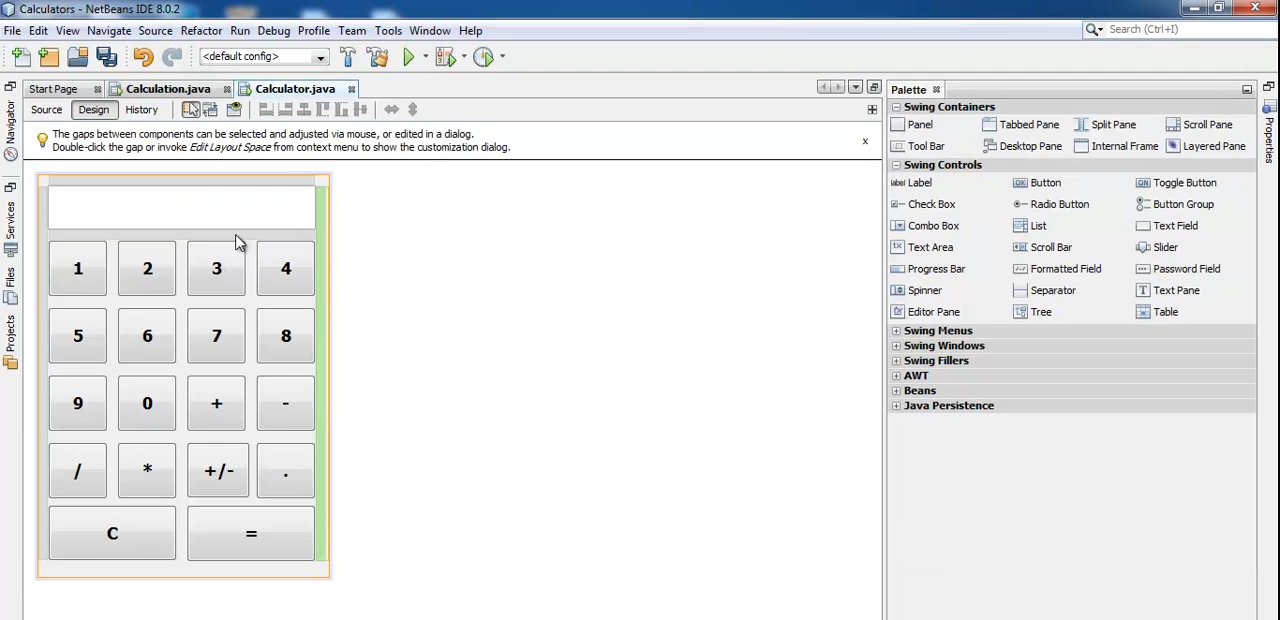 Calculators - NetBeans IDE 8.0.2
File Edit View Navigate Source Refactor Run Debug Profile Team Tools Window Help
Search (Ctrl+I)
<default config>
Start Page Calculation.java Calculator.java
Source Design History
The gaps between components can be selected and adjusted via mouse, or edited in a dialog.
Double-click the gap or invoke Edit Layout Space from context menu to show the customization dialog.
Navigator
Services
Files
Projects
1 2 3 4
5 6 7 8
9 0 + -
/ * +/- .
C =
Palette
Swing Containers
Panel Tabbed Pane Split Pane Scroll Pane
Tool Bar Desktop Pane Internal Frame Layered Pane
Swing Controls
label Label OK Button ON Toggle Button
Check Box Radio Button Button Group
Combo Box List Text Field
Text Area Scroll Bar Slider
Progress Bar Formatted Field Password Field
Spinner Separator Text Pane
Editor Pane Tree Table
Swing Menus
Swing Windows
Swing Fillers
AWT
Beans
Java Persistence
Properties